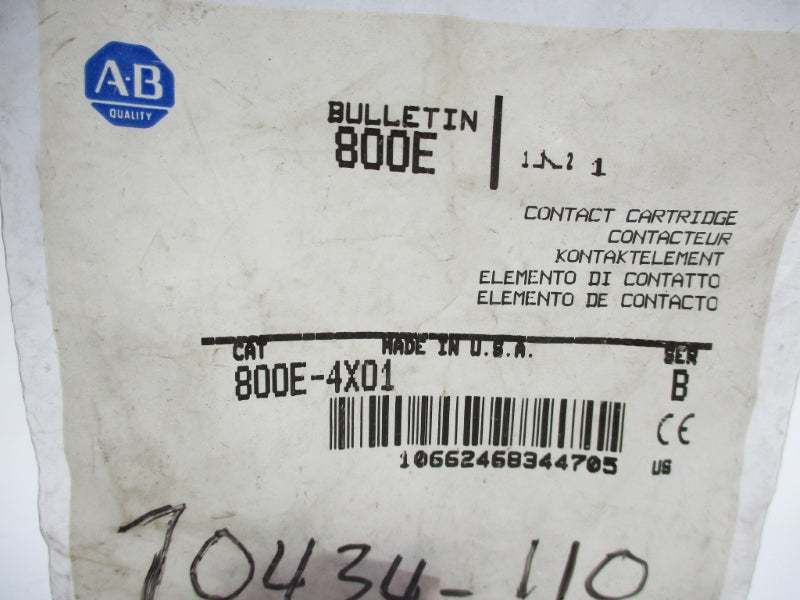 A-B
QUALITY
BULLETIN
800E
1
CONTACT CARTRIDGE
CONTACTEUR
KONTAKTELEMENT
ELEMENTO DI CONTATTO
ELEMENTO DE CONTACTO
CAT MADE IN U.S.A. SER
800E-4X01 B
CE
10662468344705 US
70434-110